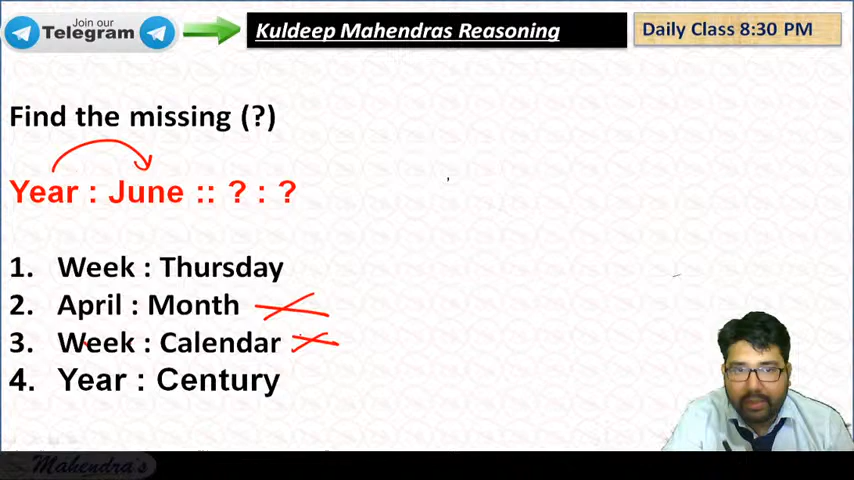 Join our
Telegram
Kuldeep Mahendras Reasoning
Daily Class 8:30 PM
Find the missing (?)
Year : June :: ? : ?
1. Week : Thursday
2. April : Month
3. Week : Calendar
4. Year : Century
Mahendra's